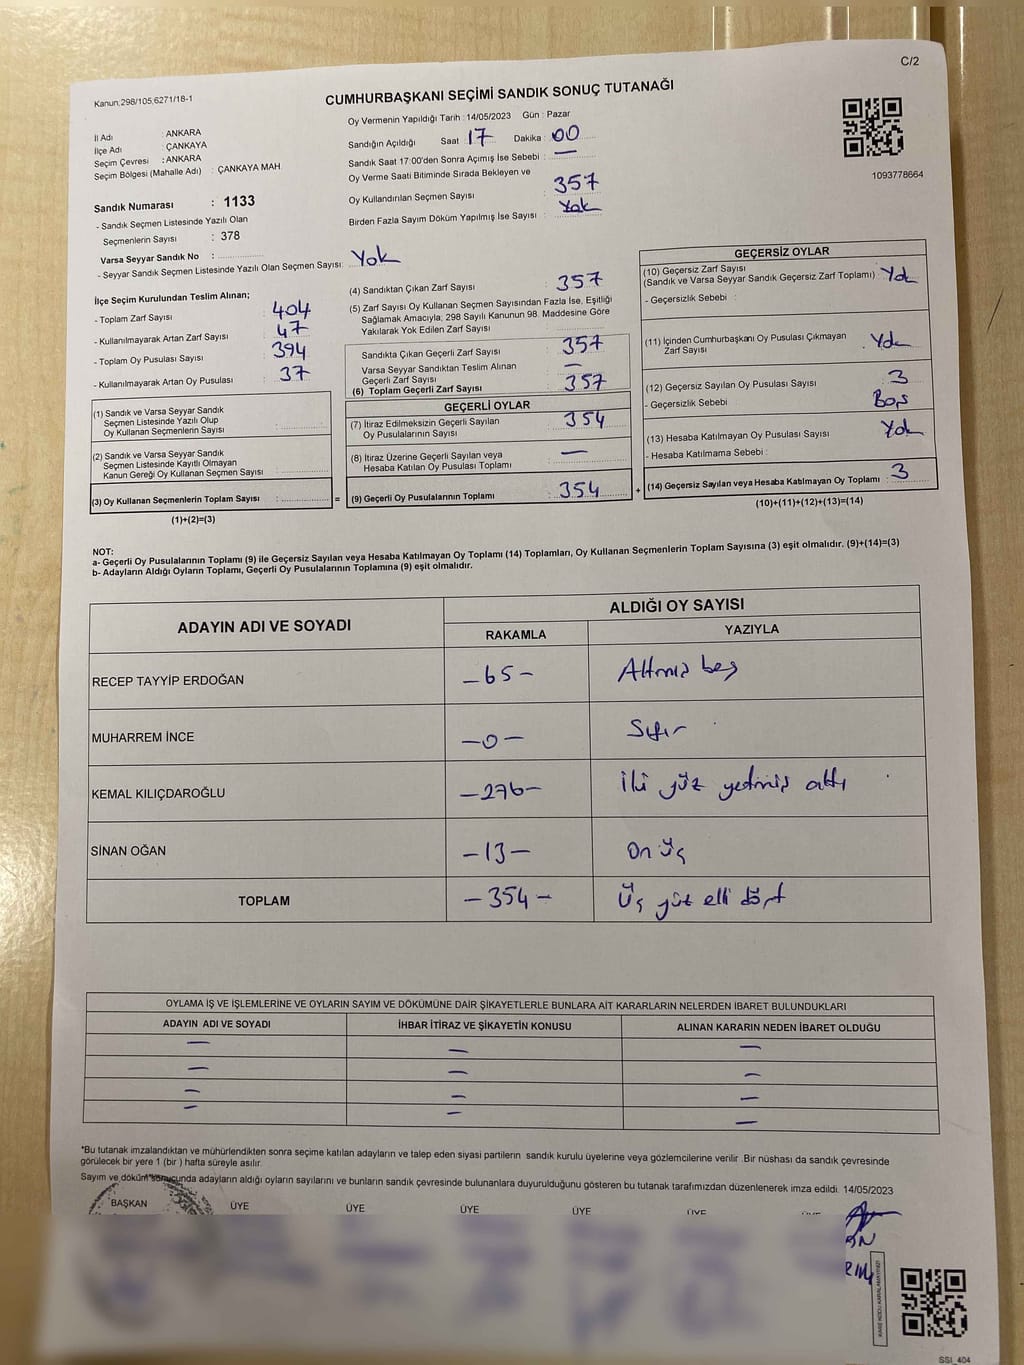 C/2
Kanun;298/105;6271/18-1
CUMHURBAŞKANI SEÇİMİ SANDIK SONUÇ TUTANAĞI
İl Adı : ANKARA
İlçe Adı : ÇANKAYA
Seçim Çevresi : ANKARA
Seçim Bölgesi (Mahalle Adı) : ÇANKAYA MAH.
Sandık Numarası : 1133
- Sandık Seçmen Listesinde Yazılı Olan
Seçmenlerin Sayısı : 378
Varsa Seyyar Sandık No :
- Seyyar Sandık Seçmen Listesinde Yazılı Olan Seçmen Sayısı: Yok
Oy Vermenin Yapıldığı Tarih : 14/05/2023 Gün : Pazar
Sandığın Açıldığı Saat 17 Dakika : 00
Sandık Saat 17:00'den Sonra Açımış İse Sebebi : —
Oy Verme Saati Bitiminde Sırada Bekleyen ve
Oy Kullandırılan Seçmen Sayısı : 357
Birden Fazla Sayım Döküm Yapılmış İse Sayısı : Yok
1093778664
İlçe Seçim Kurulundan Teslim Alınan;
- Toplam Zarf Sayısı : 404
- Kullanılmayarak Artan Zarf Sayısı : 47
- Toplam Oy Pusulası Sayısı : 394
- Kullanılmayarak Artan Oy Pusulası : 37
(1) Sandık ve Varsa Seyyar Sandık
Seçmen Listesinde Yazılı Olup
Oy Kullanan Seçmenlerin Sayısı :
(2) Sandık ve Varsa Seyyar Sandık
Seçmen Listesinde Kayıtlı Olmayan
Kanun Gereği Oy Kullanan Seçmen Sayısı :
(3) Oy Kullanan Seçmenlerin Toplam Sayısı :
(1)+(2)=(3)
(4) Sandıktan Çıkan Zarf Sayısı : 357
(5) Zarf Sayısı Oy Kullanan Seçmen Sayısından Fazla İse, Eşitliği
Sağlamak Amacıyla; 298 Sayılı Kanunun 98. Maddesine Göre
Yakılarak Yok Edilen Zarf Sayısı :
Sandıkta Çıkan Geçerli Zarf Sayısı : 357
Varsa Seyyar Sandıktan Teslim Alınan
Geçerli Zarf Sayısı : —
(6) Toplam Geçerli Zarf Sayısı : 357
GEÇERLİ OYLAR
(7) İtiraz Edilmeksizin Geçerli Sayılan
Oy Pusulalarının Sayısı : 354
(8) İtiraz Üzerine Geçerli Sayılan veya
Hesaba Katılan Oy Pusulası Toplamı : —
= (9) Geçerli Oy Pusulalarının Toplamı : 354
GEÇERSİZ OYLAR
(10) Geçersiz Zarf Sayısı
(Sandık ve Varsa Seyyar Sandık Geçersiz Zarf Toplamı) : Yok
- Geçersizlik Sebebi :
(11) İçinden Cumhurbaşkanı Oy Pusulası Çıkmayan
Zarf Sayısı : Yok
(12) Geçersiz Sayılan Oy Pusulası Sayısı : 3
- Geçersizlik Sebebi : Boş
(13) Hesaba Katılmayan Oy Pusulası Sayısı : Yok
- Hesaba Katılmama Sebebi :
+ (14) Geçersiz Sayılan veya Hesaba Katılmayan Oy Toplamı : 3
(10)+(11)+(12)+(13)=(14)
NOT:
a- Geçerli Oy Pusulalarının Toplamı (9) ile Geçersiz Sayılan veya Hesaba Katılmayan Oy Toplamı (14) Toplamları, Oy Kullanan Seçmenlerin Toplam Sayısına (3) eşit olmalıdır. (9)+(14)=(3)
b- Adayların Aldığı Oyların Toplamı, Geçerli Oy Pusulalarının Toplamına (9) eşit olmalıdır.
ADAYIN ADI VE SOYADI
ALDIĞI OY SAYISI
RAKAMLA YAZIYLA
RECEP TAYYİP ERDOĞAN –65– Altmış beş
MUHARREM İNCE –0– Sıfır
KEMAL KILIÇDAROĞLU –276– İki yüz yetmiş altı
SİNAN OĞAN –13– On üç
TOPLAM –354– Üç yüz elli dört
OYLAMA İŞ VE İŞLEMLERİNE VE OYLARIN SAYIM VE DÖKÜMÜNE DAİR ŞİKAYETLERLE BUNLARA AİT KARARLARIN NELERDEN İBARET BULUNDUKLARI
ADAYIN ADI VE SOYADI İHBAR İTİRAZ VE ŞİKAYETİN KONUSU ALINAN KARARIN NEDEN İBARET OLDUĞU
— — —
— — —
— — —
— — —
*Bu tutanak imzalandıktan ve mühürlendikten sonra seçime katılan adayların ve talep eden siyasi partilerin sandık kurulu üyelerine veya gözlemcilerine verilir. Bir nüshası da sandık çevresinde
görülecek bir yere 1 (bir ) hafta süreyle asılır.
Sayım ve döküm sonucunda adayların aldığı oyların sayılarını ve bunların sandık çevresinde bulunanlara duyurulduğunu gösteren bu tutanak tarafımızdan düzenlenerek imza edildi. 14/05/2023
BAŞKAN ÜYE ÜYE ÜYE ÜYE ÜYE
SSİ_404